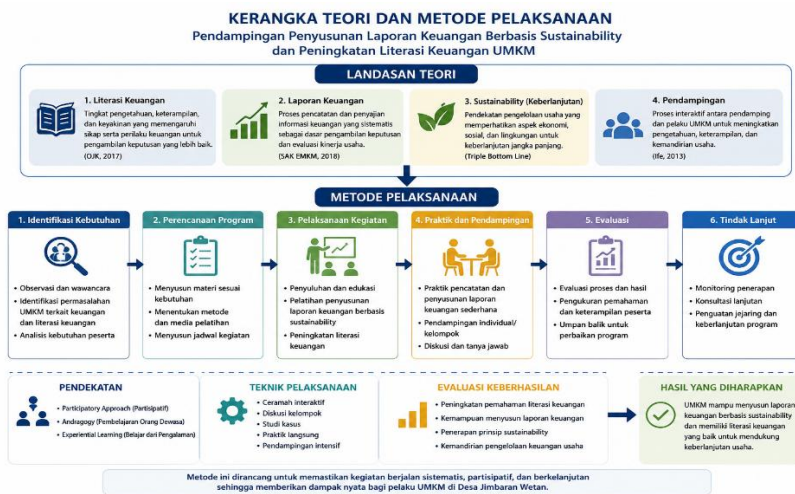 KERANGKA TEORI DAN METODE PELAKSANAAN
Pendampingan Penyusunan Laporan Keuangan Berbasis Sustainability
dan Peningkatan Literasi Keuangan UMKM
LANDASAN TEORI
1. Literasi Keuangan
Tingkat pengetahuan, keterampilan,
dan keyakinan yang memengaruhi
sikap serta perilaku keuangan untuk
pengambilan keputusan yang lebih baik.
(OJK, 2017)
2. Laporan Keuangan
Proses pencatatan dan penyajian
informasi keuangan yang sistematis
sebagai dasar pengambilan keputusan
dan evaluasi kinerja usaha.
(SAK EMKM, 2018)
3. Sustainability (Keberlanjutan)
Pendekatan pengelolaan usaha yang
memperhatikan aspek ekonomi,
sosial, dan lingkungan untuk
keberlanjutan jangka panjang.
(Triple Bottom Line)
4. Pendampingan
Proses interaktif antara pendamping
dan pelaku UMKM untuk meningkatkan
pengetahuan, keterampilan, dan
kemandirian usaha.
(Ife, 2013)
METODE PELAKSANAAN
1. Identifikasi Kebutuhan
• Observasi dan wawancara
• Identifikasi permasalahan
UMKM terkait keuangan
dan literasi keuangan
• Analisis kebutuhan peserta
2. Perencanaan Program
• Menyusun materi sesuai
kebutuhan
• Menentukan metode
dan media pelatihan
• Menyusun jadwal kegiatan
3. Pelaksanaan Kegiatan
• Penyuluhan dan edukasi
• Pelatihan penyusunan
laporan keuangan berbasis
sustainability
• Peningkatan literasi
keuangan
4. Praktik dan Pendampingan
• Praktik pencatatan dan
penyusunan laporan
keuangan sederhana
• Pendampingan individual/
kelompok
• Diskusi dan tanya jawab
5. Evaluasi
• Evaluasi proses dan hasil
• Pengukuran pemahaman
dan keterampilan peserta
• Umpan balik untuk
perbaikan program
6. Tindak Lanjut
• Monitoring penerapan
• Konsultasi lanjutan
• Penguatan jejaring dan
keberlanjutan program
PENDEKATAN
• Participatory Approach (Partisipatif)
• Andragogy (Pembelajaran Orang Dewasa)
• Experiential Learning (Belajar dari Pengalaman)
TEKNIK PELAKSANAAN
• Ceramah interaktif
• Diskusi kelompok
• Studi kasus
• Praktik langsung
• Pendampingan intensif
EVALUASI KEBERHASILAN
• Peningkatan pemahaman literasi keuangan
• Kemampuan menyusun laporan keuangan
• Penerapan prinsip sustainability
• Kemandirian pengelolaan keuangan usaha
HASIL YANG DIHARAPKAN
UMKM mampu menyusun laporan
keuangan berbasis sustainability
dan memiliki literasi keuangan
yang baik untuk mendukung
keberlanjutan usaha.
Metode ini dirancang untuk memastikan kegiatan berjalan sistematis, partisipatif, dan berkelanjutan
sehingga memberikan dampak nyata bagi pelaku UMKM di Desa Jimbaran Wetan.